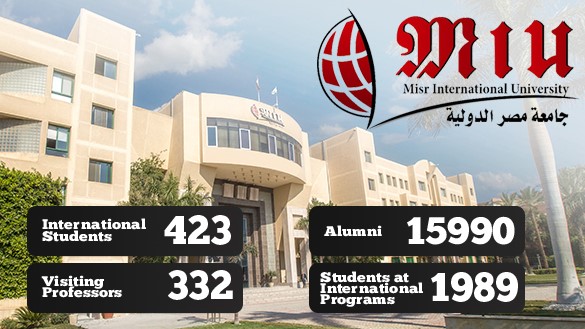 MIU
Misr International University
جامعة مصر الدولية
MIU
International
Students
423
Alumni
15990
Visiting
Professors
332
Students at
International
Programs
1989